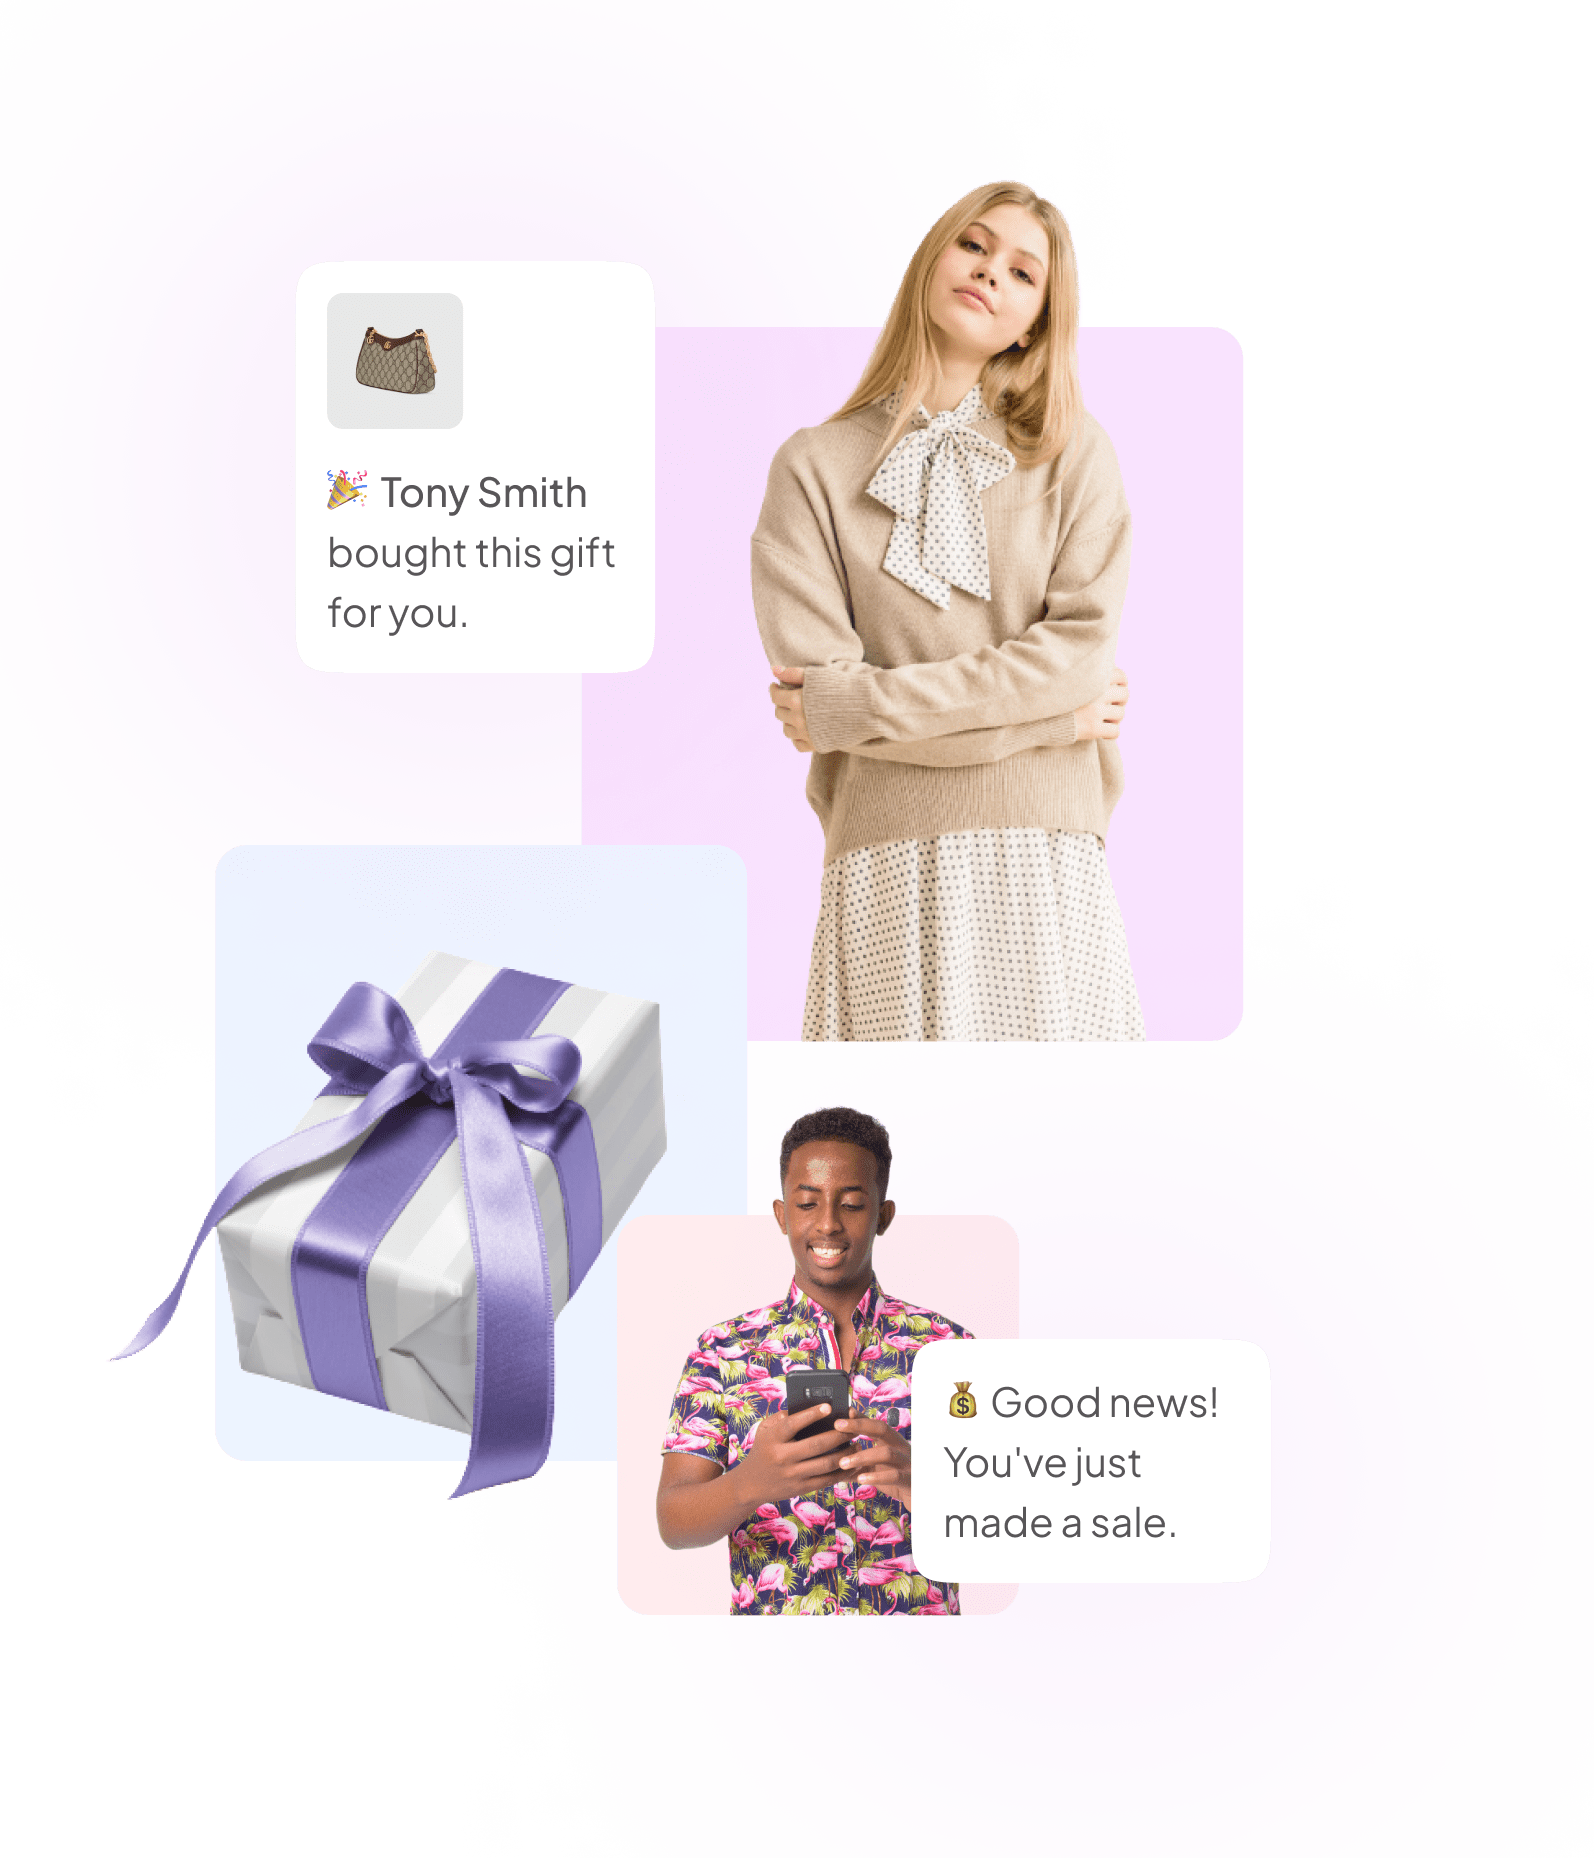 🎉 Tony Smith
bought this gift
for you.
💰 Good news!
You've just
made a sale.